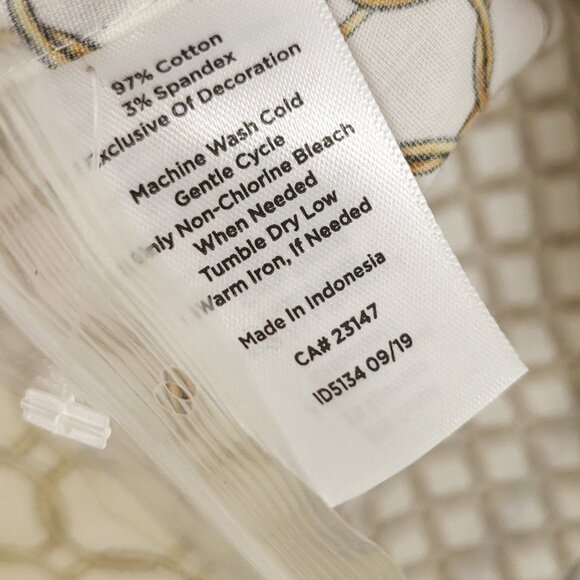 97% Cotton
3% Spandex
Exclusive Of Decoration
Machine Wash Cold
Gentle Cycle
Only Non-Chlorine Bleach
When Needed
Tumble Dry Low
Warm Iron, If Needed
Made In Indonesia
CA# 23147
ID5134 09/19